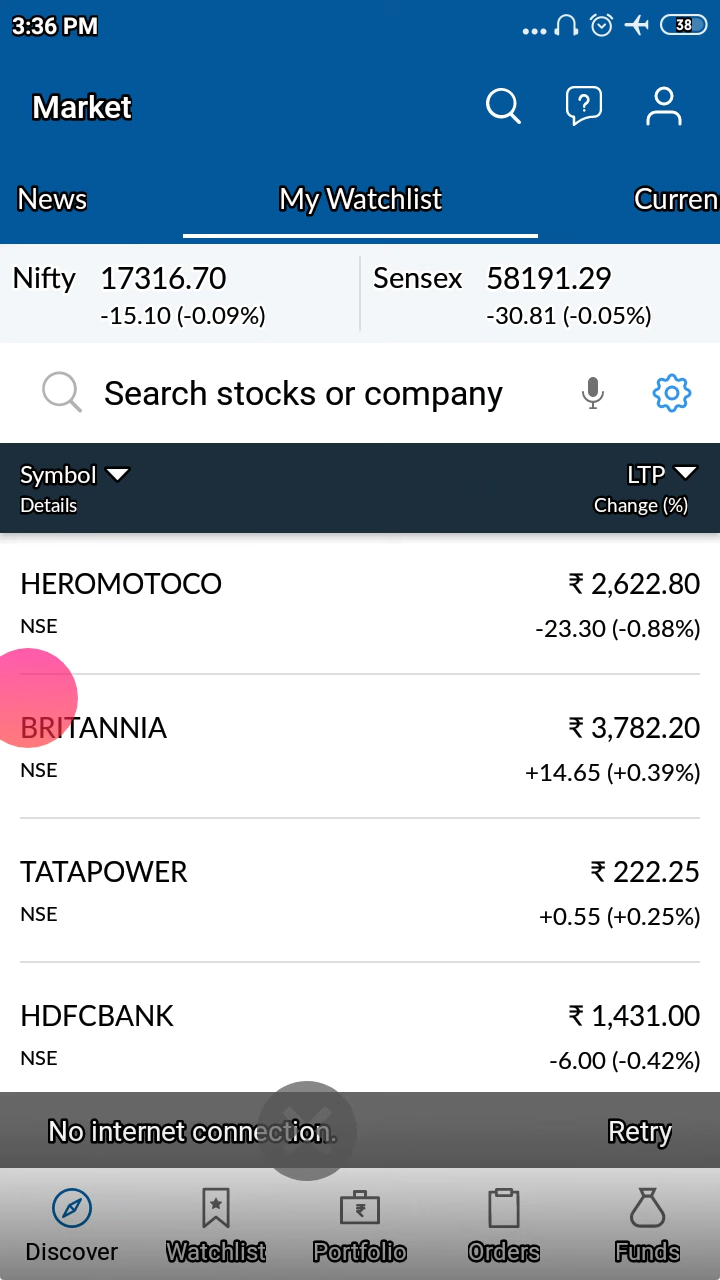 3:36 PM
38
Market
News My Watchlist Curren
Nifty 17316.70 Sensex 58191.29
-15.10 (-0.09%) -30.81 (-0.05%)
Search stocks or company
Symbol LTP
Details Change (%)
HEROMOTOCO ₹ 2,622.80
NSE -23.30 (-0.88%)
BRITANNIA ₹ 3,782.20
NSE +14.65 (+0.39%)
TATAPOWER ₹ 222.25
NSE +0.55 (+0.25%)
HDFCBANK ₹ 1,431.00
NSE -6.00 (-0.42%)
No internet connection. Retry
Discover Watchlist Portfolio Orders Funds